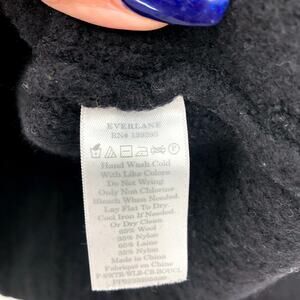 EVERLANE
Hand Wash Cold
With Like Colors
Do Not Wring
Only Non Chlorine
Bleach When Needed.
Lay Flat To Dry.
Cool Iron If Needed.
Or Dry Clean
65% Wool
35% Nylon
65% Laine
35% Nylon
Made in China
Fabriqué en Chine